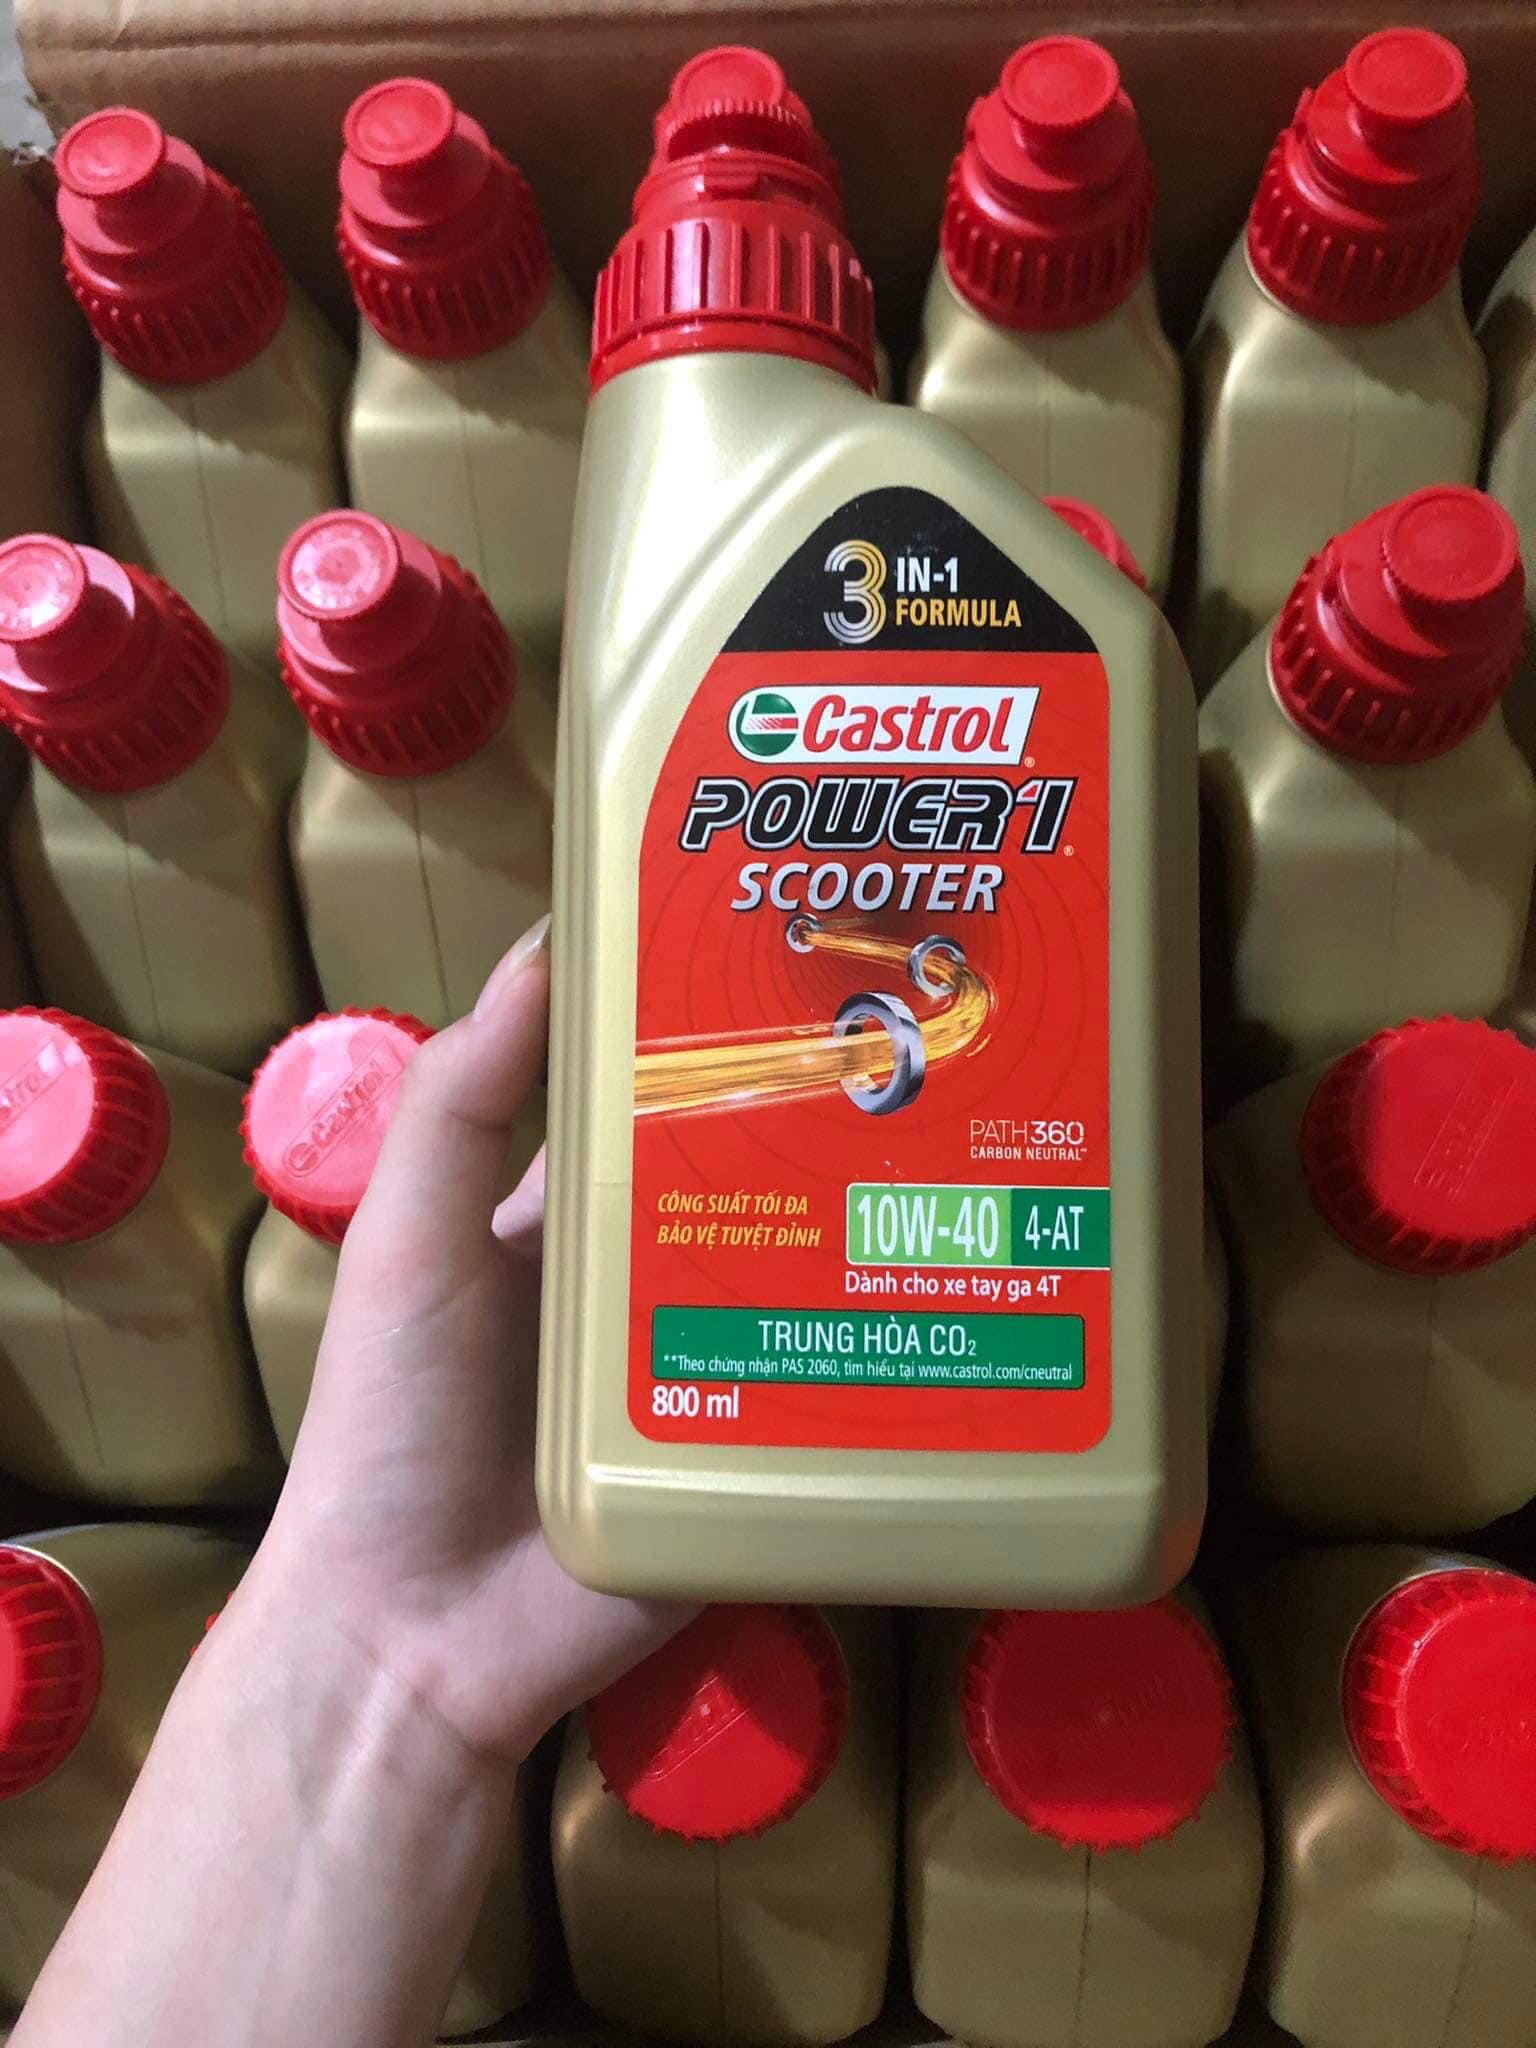 3 IN-1
FORMULA
Castrol
POWER1
SCOOTER
PATH360
CARBON NEUTRAL™
CÔNG SUẤT TỐI ĐA
BẢO VỆ TUYỆT ĐỈNH
10W-40 4-AT
Dành cho xe tay ga 4T
TRUNG HÒA CO₂
**Theo chứng nhận PAS 2060, tìm hiểu tại www.castrol.com/cneutral
800 ml
Castrol